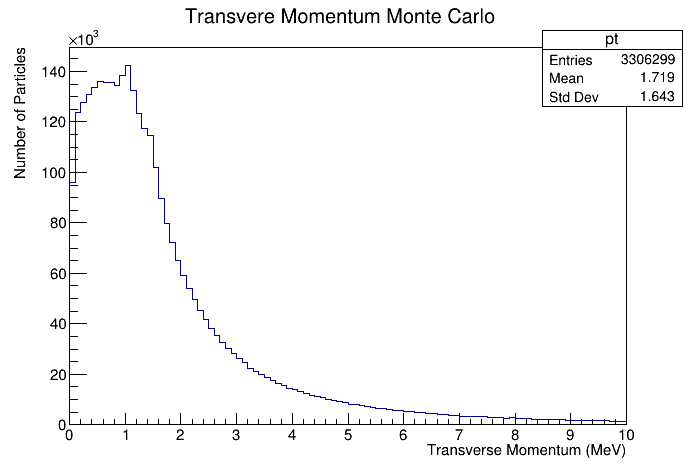 Transvere Momentum Monte Carlo
×10³
pt
Entries 3306299
Mean 1.719
Std Dev 1.643
Number of Particles
140
120
100
80
60
40
20
0
0 1 2 3 4 5 6 7 8 9 10
Transverse Momentum (MeV)